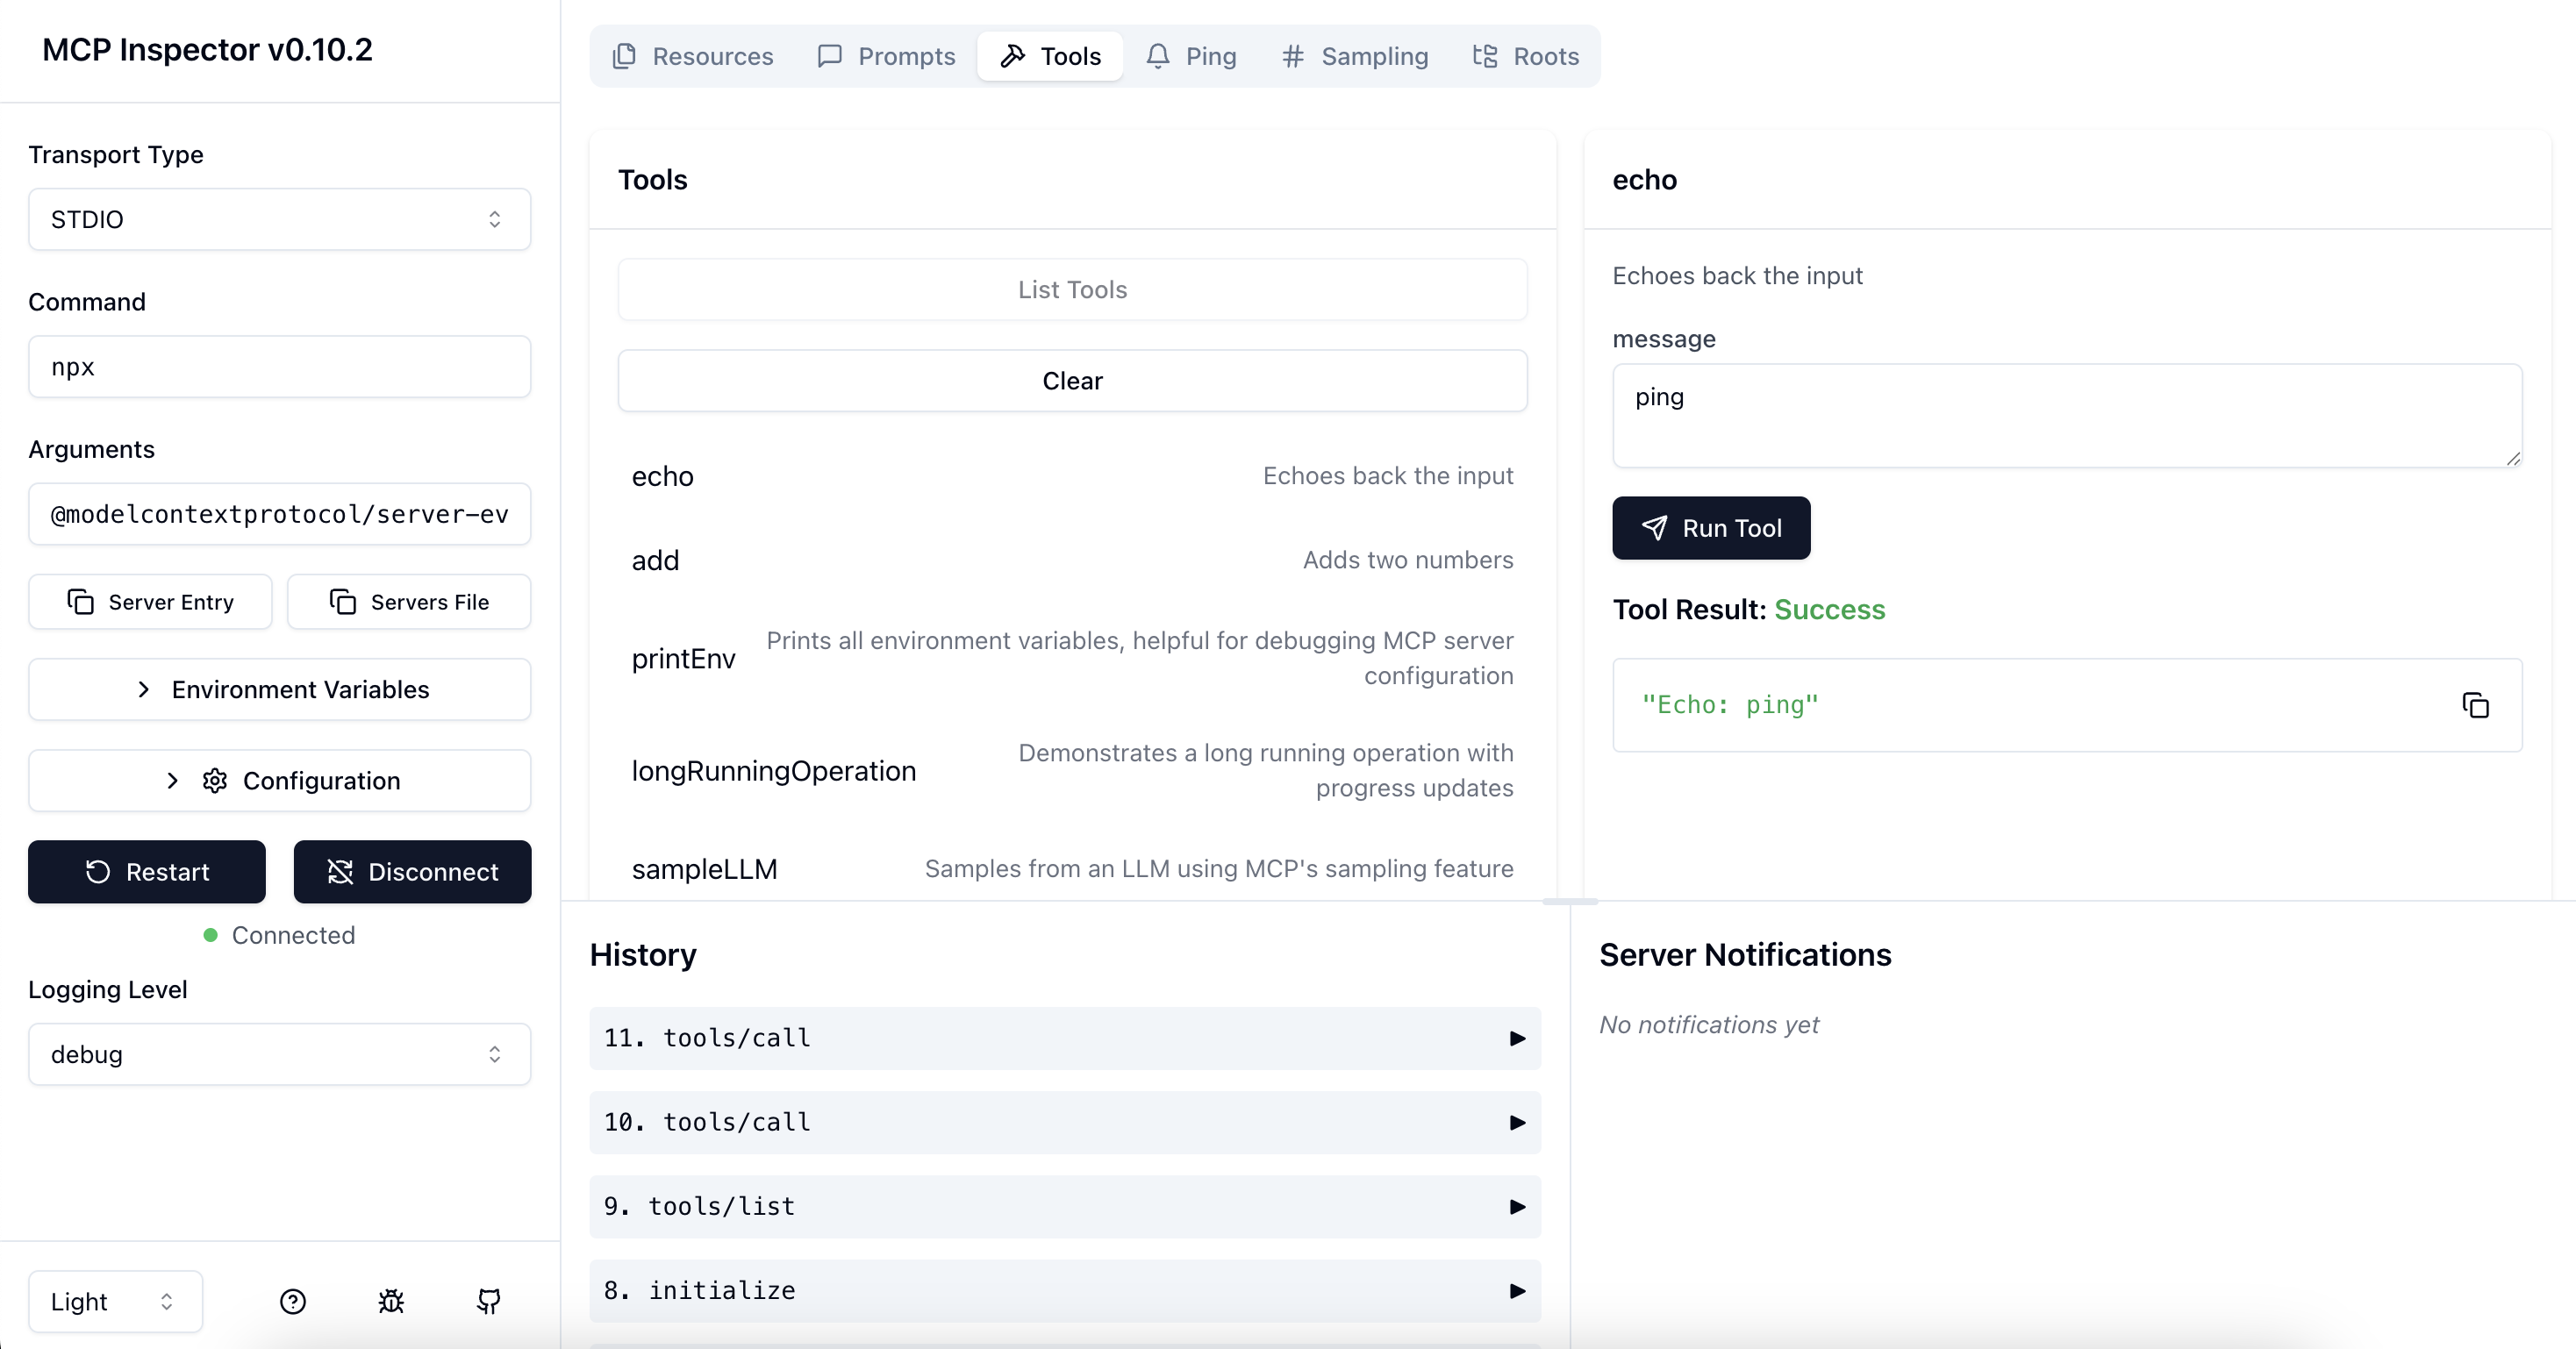 MCP Inspector v0.10.2
Transport Type
STDIO
Command
npx
Arguments
@modelcontextprotocol/server-ev
Server Entry
Servers File
Environment Variables
Configuration
Restart
Disconnect
Connected
Logging Level
debug
Light
Resources
Prompts
Tools
Ping
Sampling
Roots
Tools
List Tools
Clear
echo
Echoes back the input
add
Adds two numbers
printEnv
Prints all environment variables, helpful for debugging MCP server
configuration
longRunningOperation
Demonstrates a long running operation with
progress updates
sampleLLM
Samples from an LLM using MCP's sampling feature
echo
Echoes back the input
message
ping
Run Tool
Tool Result: Success
"Echo: ping"
History
11. tools/call
10. tools/call
9. tools/list
8. initialize
Server Notifications
No notifications yet